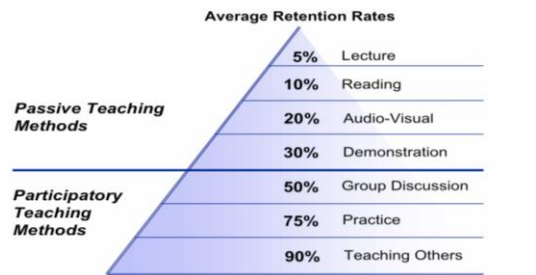 Average Retention Rates
5% Lecture
10% Reading
Passive Teaching
Methods
20% Audio-Visual
30% Demonstration
Participatory
Teaching
Methods
50% Group Discussion
75% Practice
90% Teaching Others